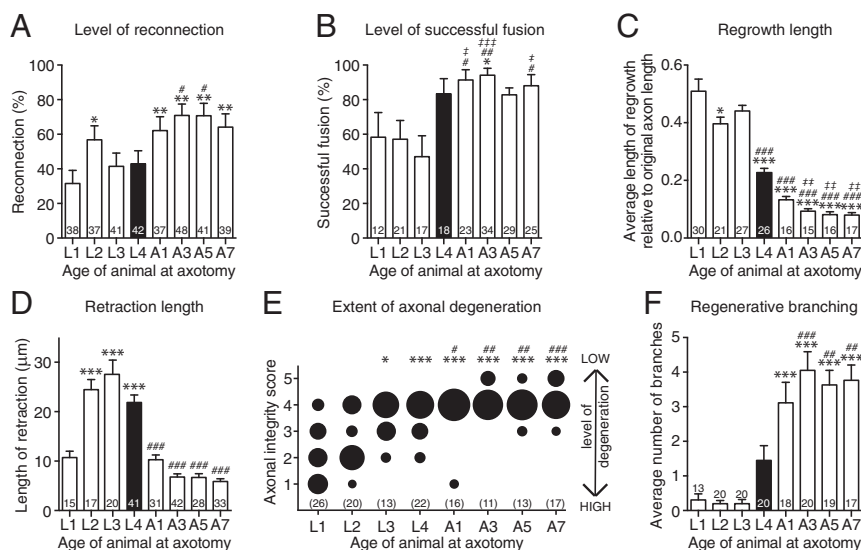 A Level of reconnection
Reconnection (%)
100
80
60
40
20
0
* ** # ** # ** **
38 37 41 42 37 48 41 39
L1 L2 L3 L4 A1 A3 A5 A7
Age of animal at axotomy
B Level of successful fusion
Successful fusion (%)
100
80
60
40
20
0
‡ # ‡‡‡ ## * ‡ #
12 21 17 18 23 34 29 25
L1 L2 L3 L4 A1 A3 A5 A7
Age of animal at axotomy
C Regrowth length
Average length of regrowth
relative to original axon length
0.6
0.4
0.2
0.0
* ### *** ### *** ‡‡ ### *** ‡‡ ### *** ‡‡ ### ***
30 21 27 26 16 15 16 17
L1 L2 L3 L4 A1 A3 A5 A7
Age of animal at axotomy
D Retraction length
Length of retraction (μm)
30
20
10
0
*** *** *** ### ### ### ###
15 17 20 41 31 42 28 33
L1 L2 L3 L4 A1 A3 A5 A7
Age of animal at axotomy
E Extent of axonal degeneration
Axonal integrity score
5
4
3
2
1
* *** # *** ## *** ## *** ### ***
LOW
level of
degeneration
HIGH
(26) (20) (13) (22) (16) (11) (13) (17)
L1 L2 L3 L4 A1 A3 A5 A7
Age of animal at axotomy
F Regenerative branching
Average number of branches
5
4
3
2
1
0
*** ### *** ## *** ## ***
13 20 20 20 18 20 19 17
L1 L2 L3 L4 A1 A3 A5 A7
Age of animal at axotomy